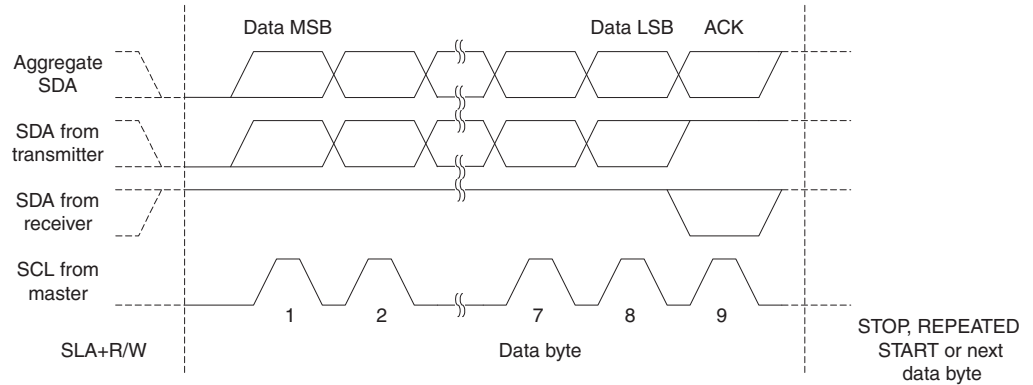 Data MSB
Data LSB
ACK
Aggregate
SDA
SDA from
transmitter
SDA from
receiver
SCL from
master
1
2
7
8
9
SLA+R/W
Data byte
STOP, REPEATED
START or next
data byte